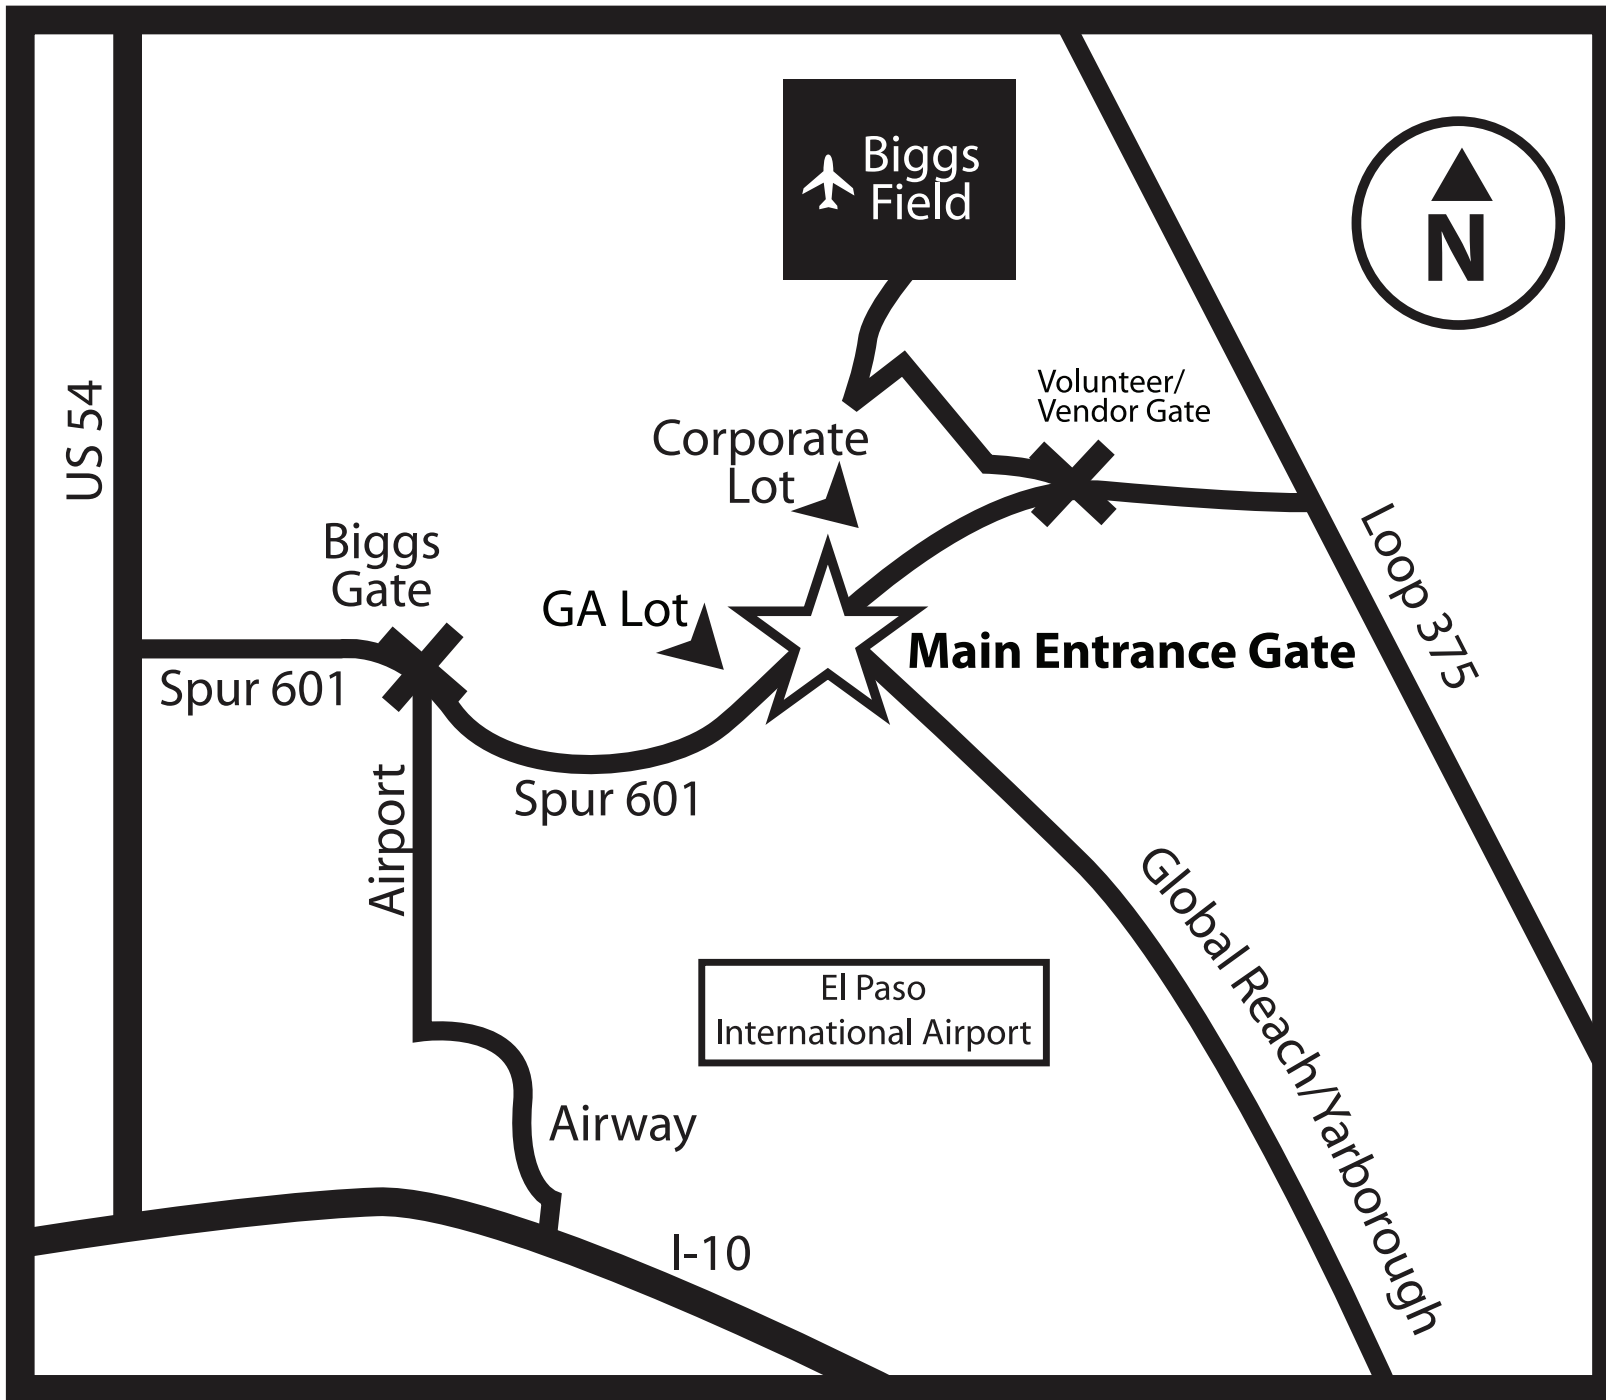 Biggs
Field
N
Volunteer/
Vendor Gate
US 54
Corporate
Lot
Loop 375
Biggs
Gate
GA Lot
Main Entrance Gate
Spur 601
Spur 601
Airport
Global Reach/Yarborough
El Paso
International Airport
Airway
I-10